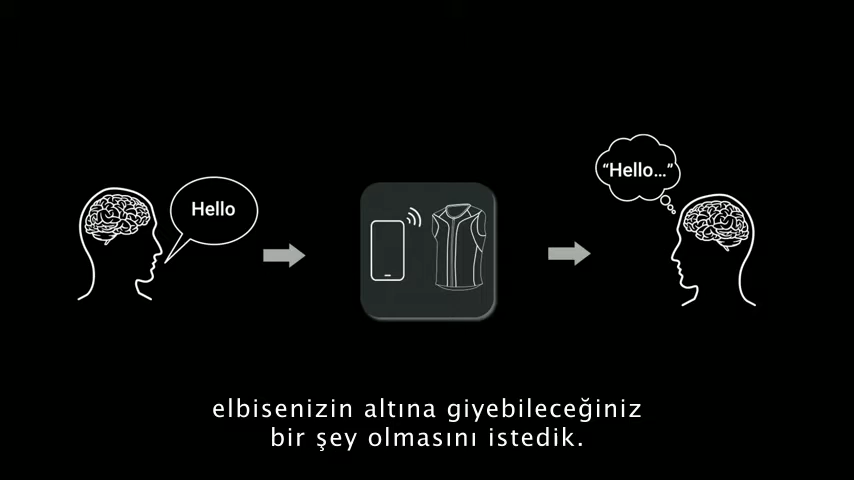 Hello
“Hello...”
elbisenizin altına giyebileceğiniz
bir şey olmasını istedik.